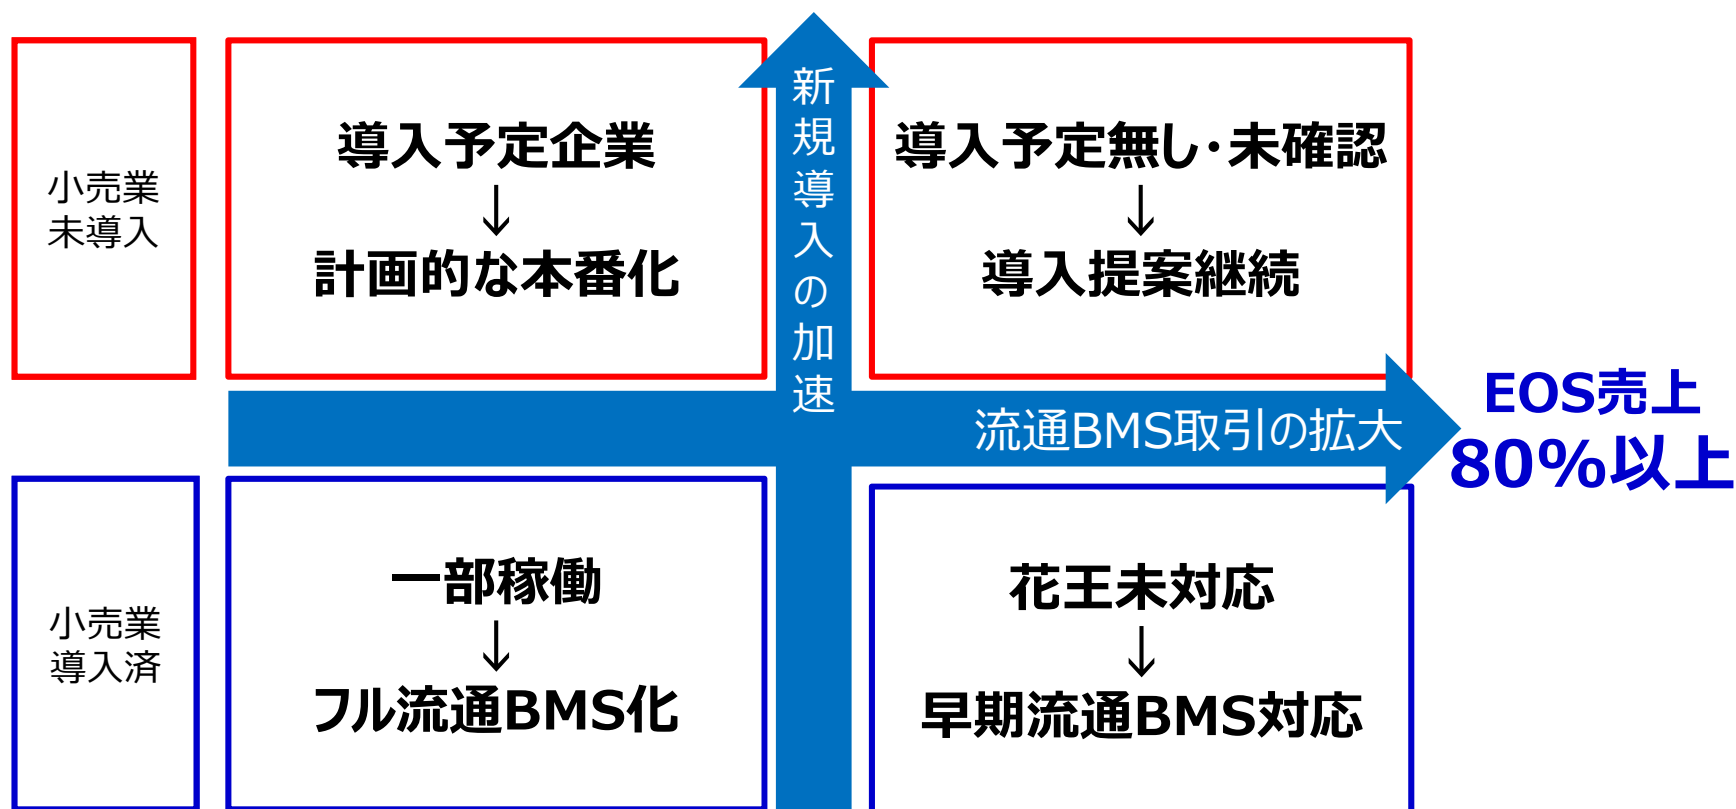 小売業
未導入
導入予定企業
↓
計画的な本番化
新規導入の加速
導入予定無し・未確認
↓
導入提案継続
流通BMS取引の拡大
EOS売上
80%以上
小売業
導入済
一部稼働
↓
フル流通BMS化
花王未対応
↓
早期流通BMS対応